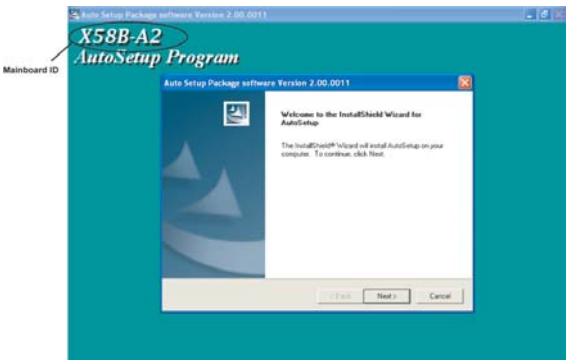 Auto Setup Package software Version 2.00.0011
X58B-A2
AutoSetup Program
Mainboard ID
Auto Setup Package software Version 2.00.0011
Welcome to the InstallShield Wizard for
AutoSetup
The InstallShield® Wizard will install AutoSetup on your
computer. To continue, click Next.
< Back
Next >
Cancel